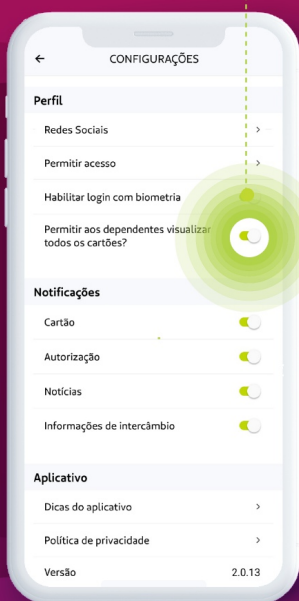 CONFIGURAÇÕES
Perfil
Redes Sociais
Permitir acesso
Habilitar login com biometria
Permitir aos dependentes visualizar
todos os cartões?
Notificações
Cartão
Autorização
Notícias
Informações de intercâmbio
Aplicativo
Dicas do aplicativo
Política de privacidade
Versão 2.0.13